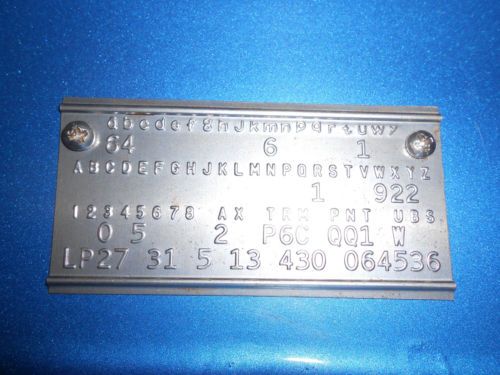 abcdefghJkmnpqrtuwy
64 6 1
ABCDEFGHJKLMNPQRSTVWXYZ
1 922
12345678 AX TRM PNT UBS
0 5 2 P6C QQ1 W
LP27 31 5 13 430 064536